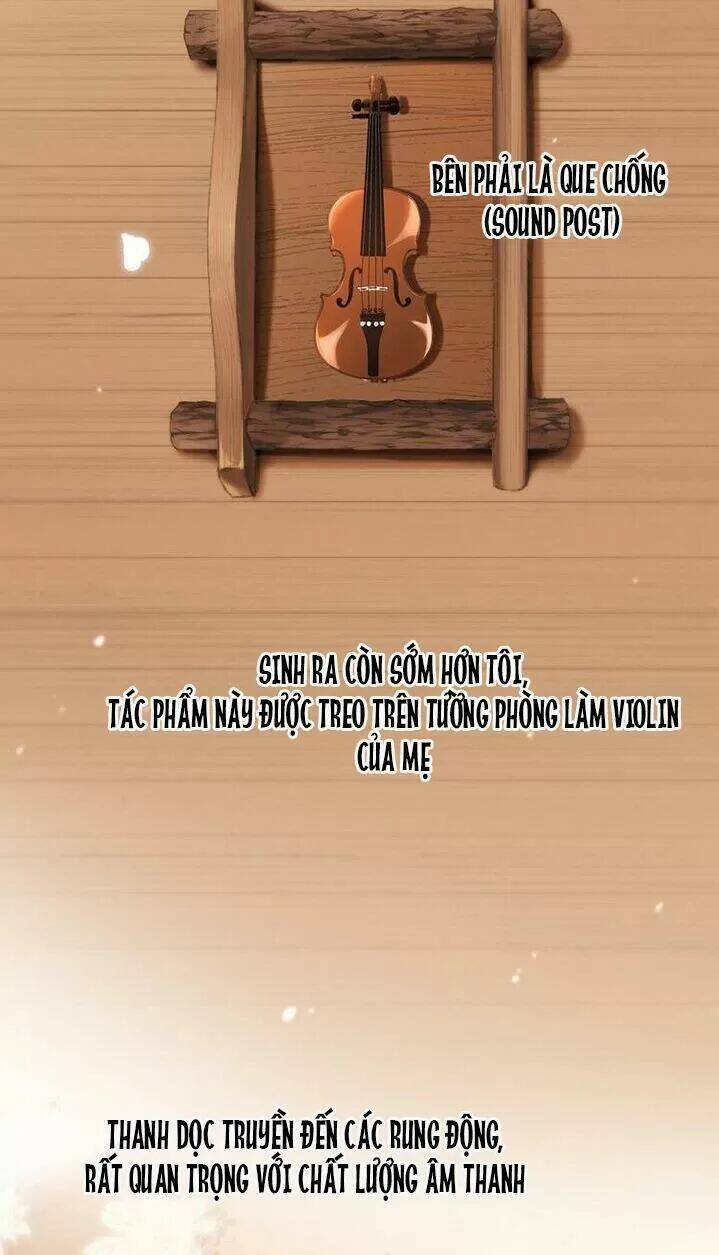 BÊN PHẢI LÀ QUE CHỐNG
(SOUND POST)
SINH RA CÒN SỚM HƠN TÔI,
TÁC PHẨM NÀY ĐƯỢC TREO TRÊN TƯỜNG PHÒNG LÀM VIOLIN
CỦA MẸ
THANH DỌC TRUYỀN ĐẾN CÁC RUNG ĐỘNG,
RẤT QUAN TRỌNG VỚI CHẤT LƯỢNG ÂM THANH